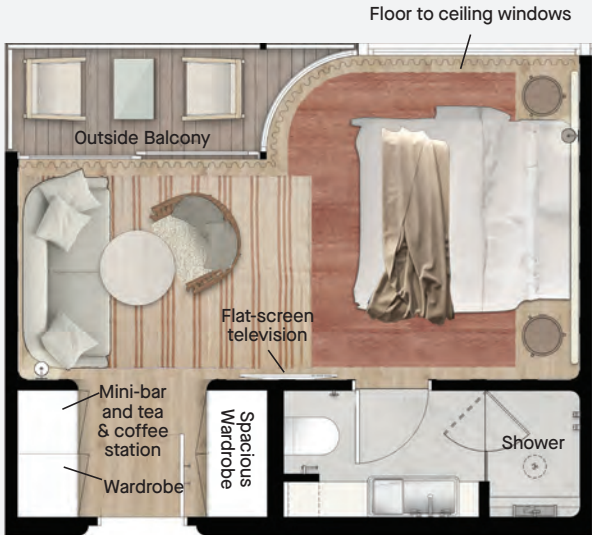 Floor to ceiling windows
Outside Balcony
Flat-screen
television
Mini-bar
and tea
& coffee
station
Wardrobe
Spacious
Wardrobe
Shower